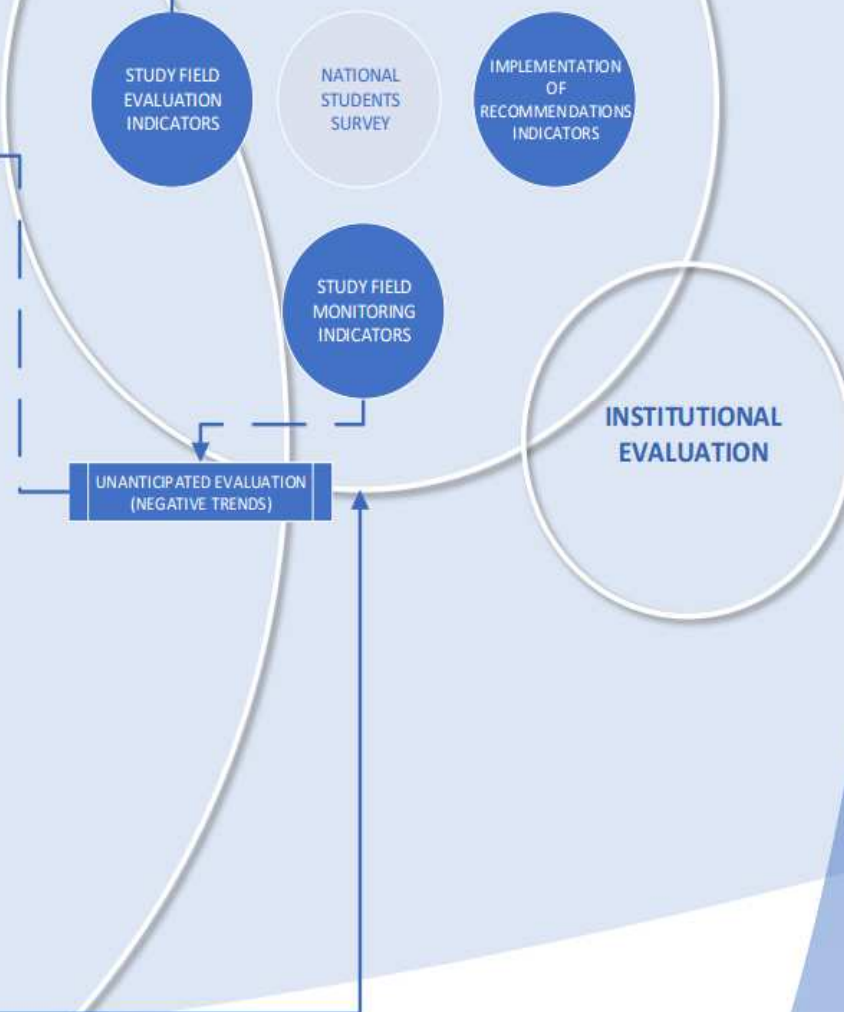 STUDY FIELD
EVALUATION
INDICATORS
NATIONAL
STUDENTS
SURVEY
IMPLEMENTATION
OF
RECOMMENDATIONS
INDICATORS
STUDY FIELD
MONITORING
INDICATORS
INSTITUTIONAL
EVALUATION
UNANTICIPATED EVALUATION
(NEGATIVE TRENDS)